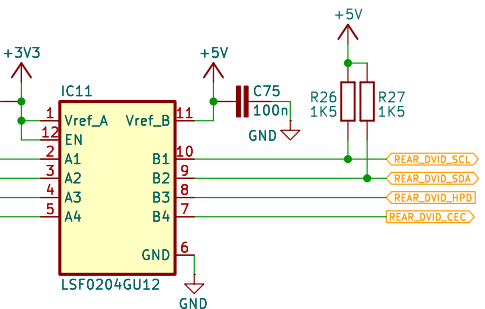 +5V
+3V3
+5V
IC11
C75
100n
GND
R26
1K5
R27
1K5
1
Vref_A
Vref_B
11
12
EN
2
A1
B1
10
REAR_DVID_SCL
3
A2
B2
9
REAR_DVID_SDA
4
A3
B3
8
REAR_DVID_HPD
5
A4
B4
7
REAR_DVID_CEC
GND
6
LSF0204GU12
GND